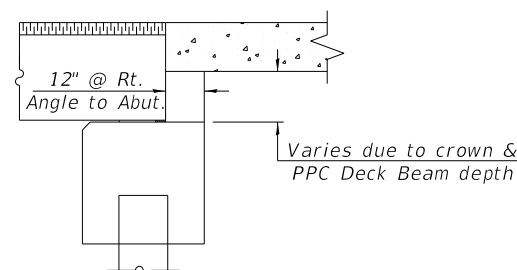 12" @ Rt.
Angle to Abut.
Varies due to crown &
PPC Deck Beam depth